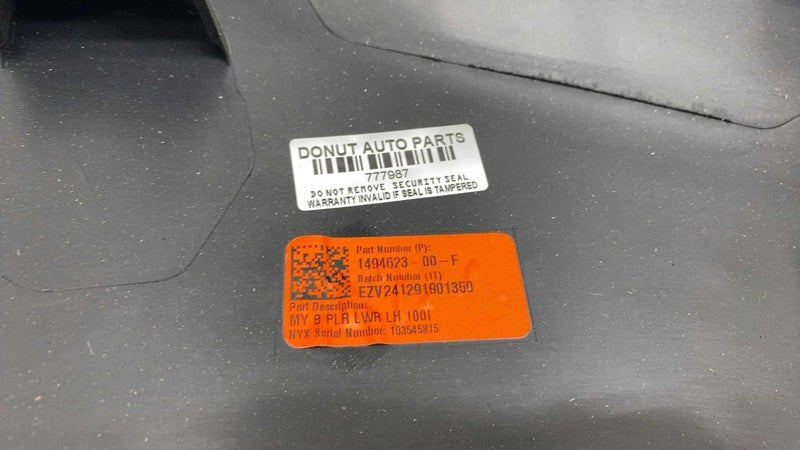 DONUT AUTO PARTS
777987
DO NOT REMOVE SECURITY SEAL
WARRANTY INVALID IF SEAL IS TAMPERED
Part Number (P):
1494623-00-F
Batch Number (1T):
EZV241291901350
Part Description:
MY B PLR LWR LH 100I
NYX Serial Number: 103545815